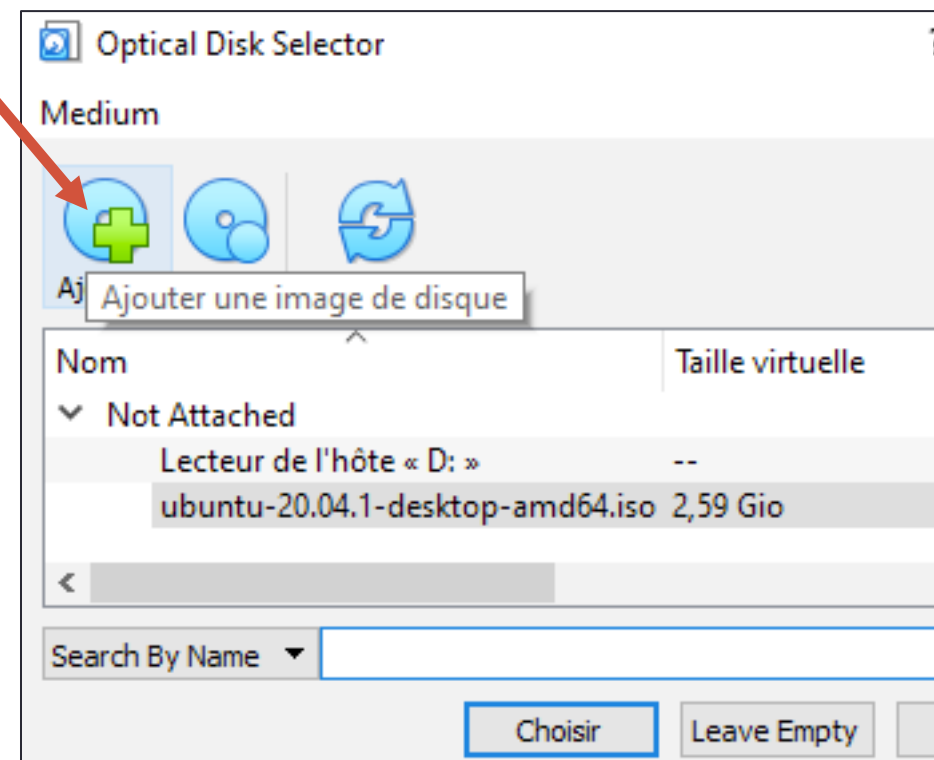 Optical Disk Selector
Medium
Aj
Ajouter une image de disque
Nom Taille virtuelle
Not Attached
Lecteur de l'hôte « D: » --
ubuntu-20.04.1-desktop-amd64.iso 2,59 Gio
Search By Name
Choisir Leave Empty